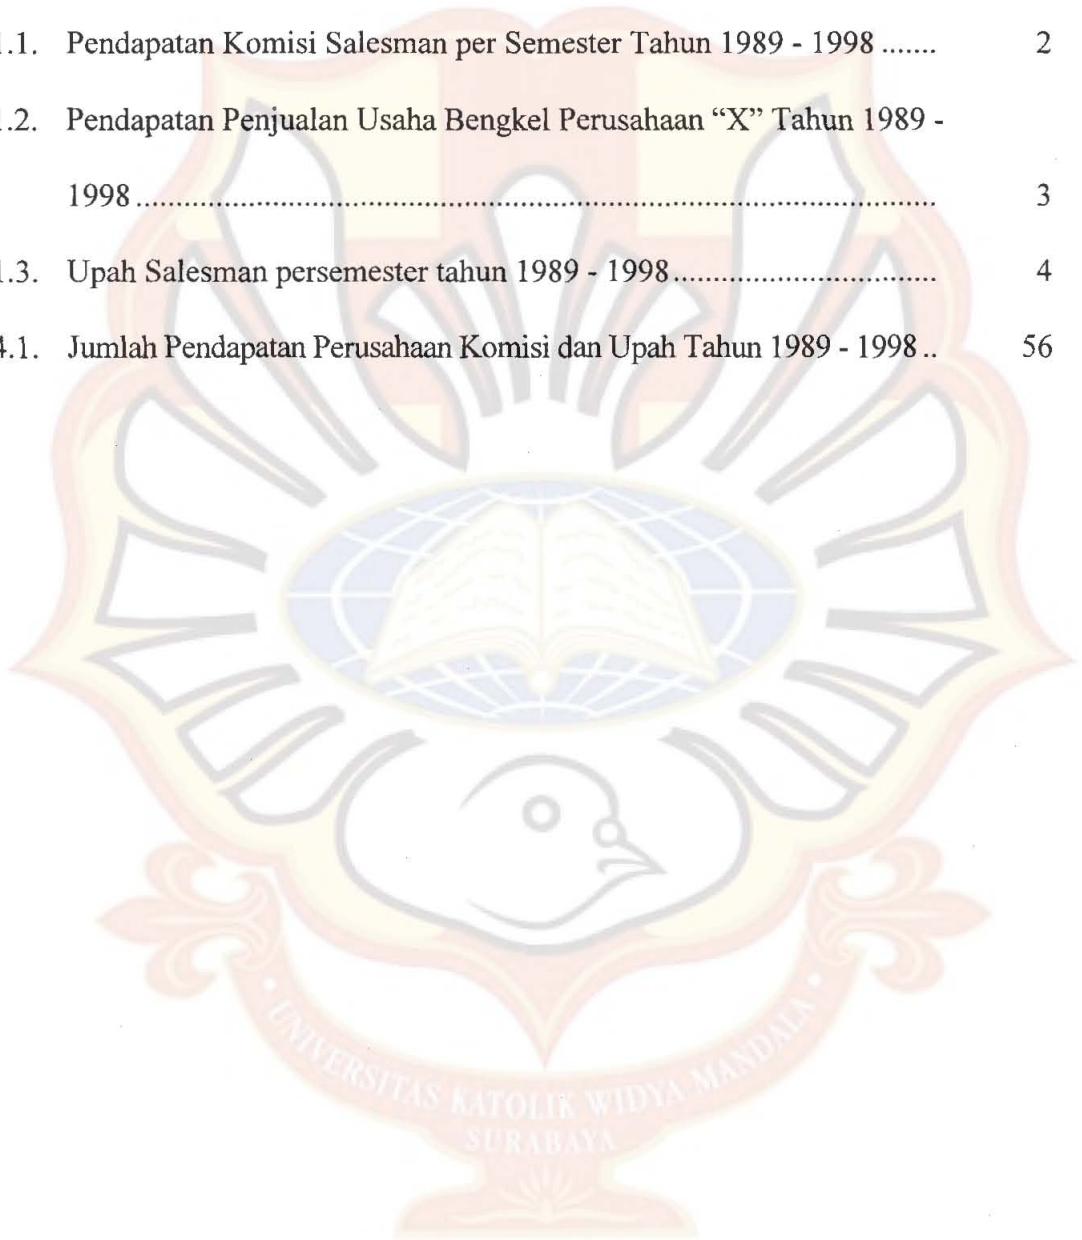 .1. Pendapatan Komisi Salesman per Semester Tahun 1989 - 1998 ....... 2
.2. Pendapatan Penjualan Usaha Bengkel Perusahaan “X” Tahun 1989 -
1998 ........................................................................................ 3
.3. Upah Salesman persemester tahun 1989 - 1998 ............................... 4
.1. Jumlah Pendapatan Perusahaan Komisi dan Upah Tahun 1989 - 1998 .. 56
UNIVERSITAS KATOLIK WIDYA MANDALA
SURABAYA